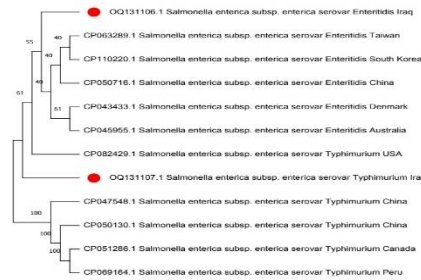 OQ131106.1 Salmonella enterica subsp. enterica serovar Enteritidis Iraq
55
40
CP063289.1 Salmonella enterica subsp. enterica serovar Enteritidis Taiwan
40
CP110220.1 Salmonella enterica subsp. enterica serovar Enteritidis South Korea
CP050716.1 Salmonella enterica subsp. enterica serovar Enteritidis China
61
61
CP043433.1 Salmonella enterica subsp. enterica serovar Enteritidis Denmark
CP045955.1 Salmonella enterica subsp. enterica serovar Enteritidis Australia
CP082429.1 Salmonella enterica subsp. enterica serovar Typhimurium USA
OQ131107.1 Salmonella enterica subsp. enterica serovar Typhimurium Ira
CP047548.1 Salmonella enterica subsp. enterica serovar Typhimurium China
100
CP050130.1 Salmonella enterica subsp. enterica serovar Typhimurium China
100
CP051286.1 Salmonella enterica subsp. enterica serovar Typhimurium Canada
100
CP069164.1 Salmonella enterica subsp. enterica serovar Typhimurium Peru